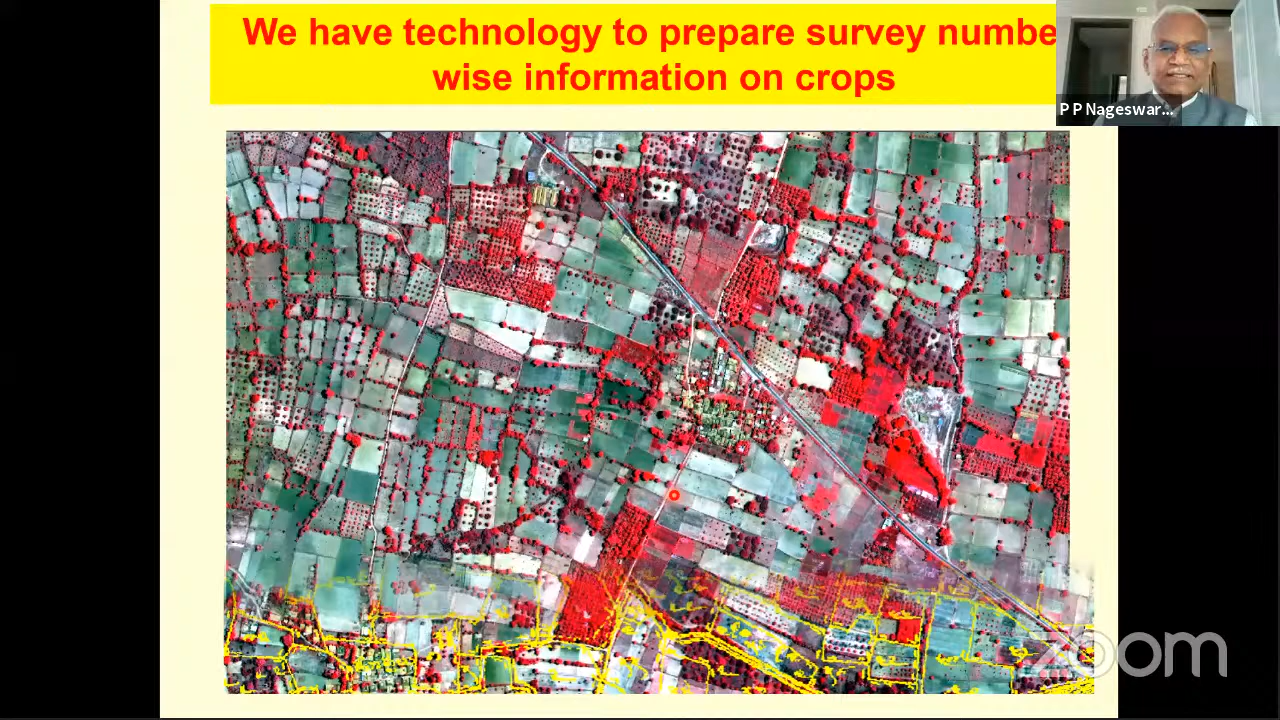 We have technology to prepare survey numbe
wise information on crops
P P Nageswar...
zoom